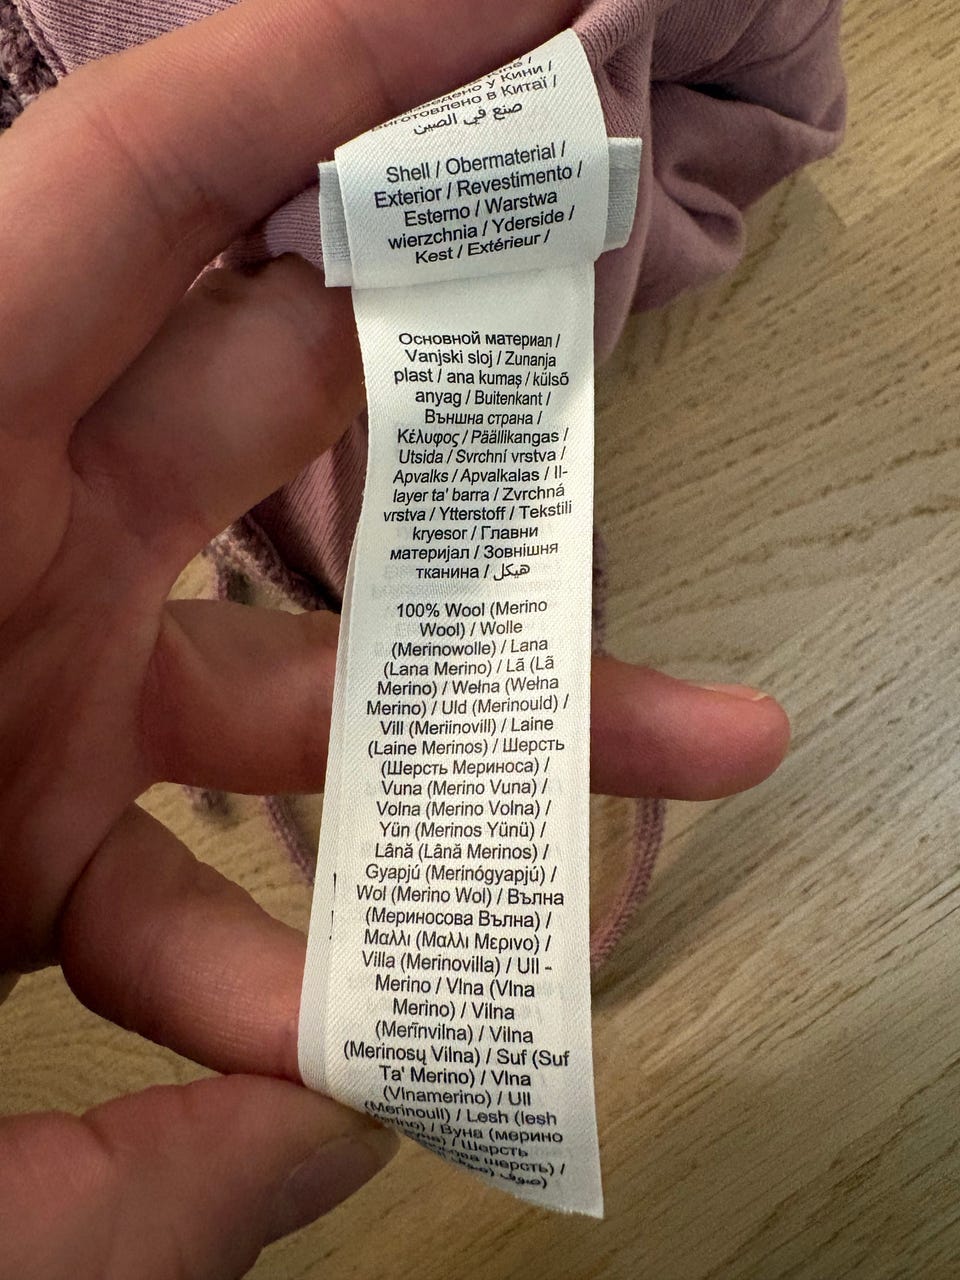 у Кини /
в Китаї /
صنع في الصين
Shell / Obermaterial /
Exterior / Revestimento /
Esterno / Warstwa
wierzchnia / Yderside /
Kest / Extérieur /
Основной материал /
Vanjski sloj / Zunanja
plast / ana kumaş / külső
anyag / Buitenkant /
Външна страна /
Κέλυφος / Päällikangas /
Utsida / Svrchní vrstva /
Apvalks / Apvalkalas / Il-
layer ta' barra / Zvrchná
vrstva / Ytterstoff / Tekstili
kryesor / Главни
материјал / Зовнішня
тканина / هيكل
100% Wool (Merino
Wool) / Wolle
(Merinowolle) / Lana
(Lana Merino) / Lã (Lã
Merino) / Wełna (Wełna
Merino) / Uld (Merinould) /
Vill (Meriinovill) / Laine
(Laine Merinos) / Шерсть
(Шерсть Мериноса) /
Vuna (Merino Vuna) /
Volna (Merino Volna) /
Yün (Merinos Yünü) /
Lână (Lână Merinos) /
Gyapjú (Merinógyapjú) /
Wol (Merino Wol) / Вълна
(Мериносова Вълна) /
Μαλλι (Μαλλι Μερινο) /
Villa (Merinovilla) / Ull -
Merino / Vlna (Vlna
Merino) / Vilna
(Merīnvilna) / Vilna
(Merinosų Vilna) / Suf (Suf
Ta' Merino) / Vlna
(Vlnamerino) / Ull
(Merinoull) / Lesh (lesh
Merino) / Вуна (мерино
/ Шерсть
шерсть) /